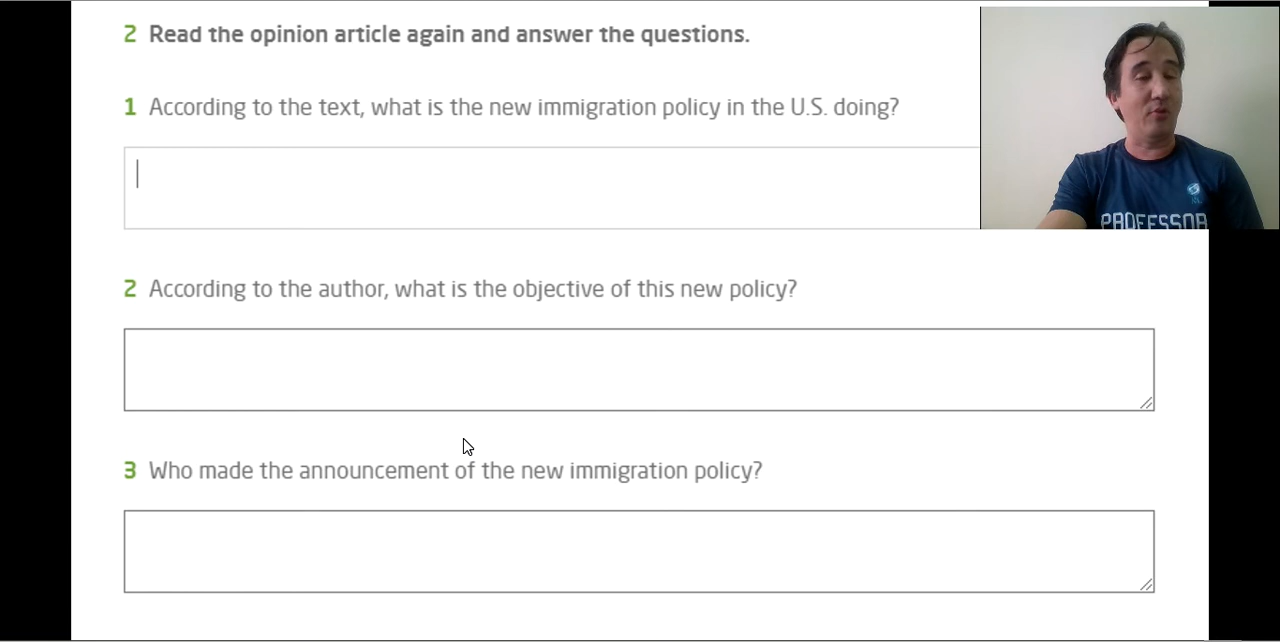 2 Read the opinion article again and answer the questions.
1 According to the text, what is the new immigration policy in the U.S. doing?
2 According to the author, what is the objective of this new policy?
3 Who made the announcement of the new immigration policy?
PROFESSOR